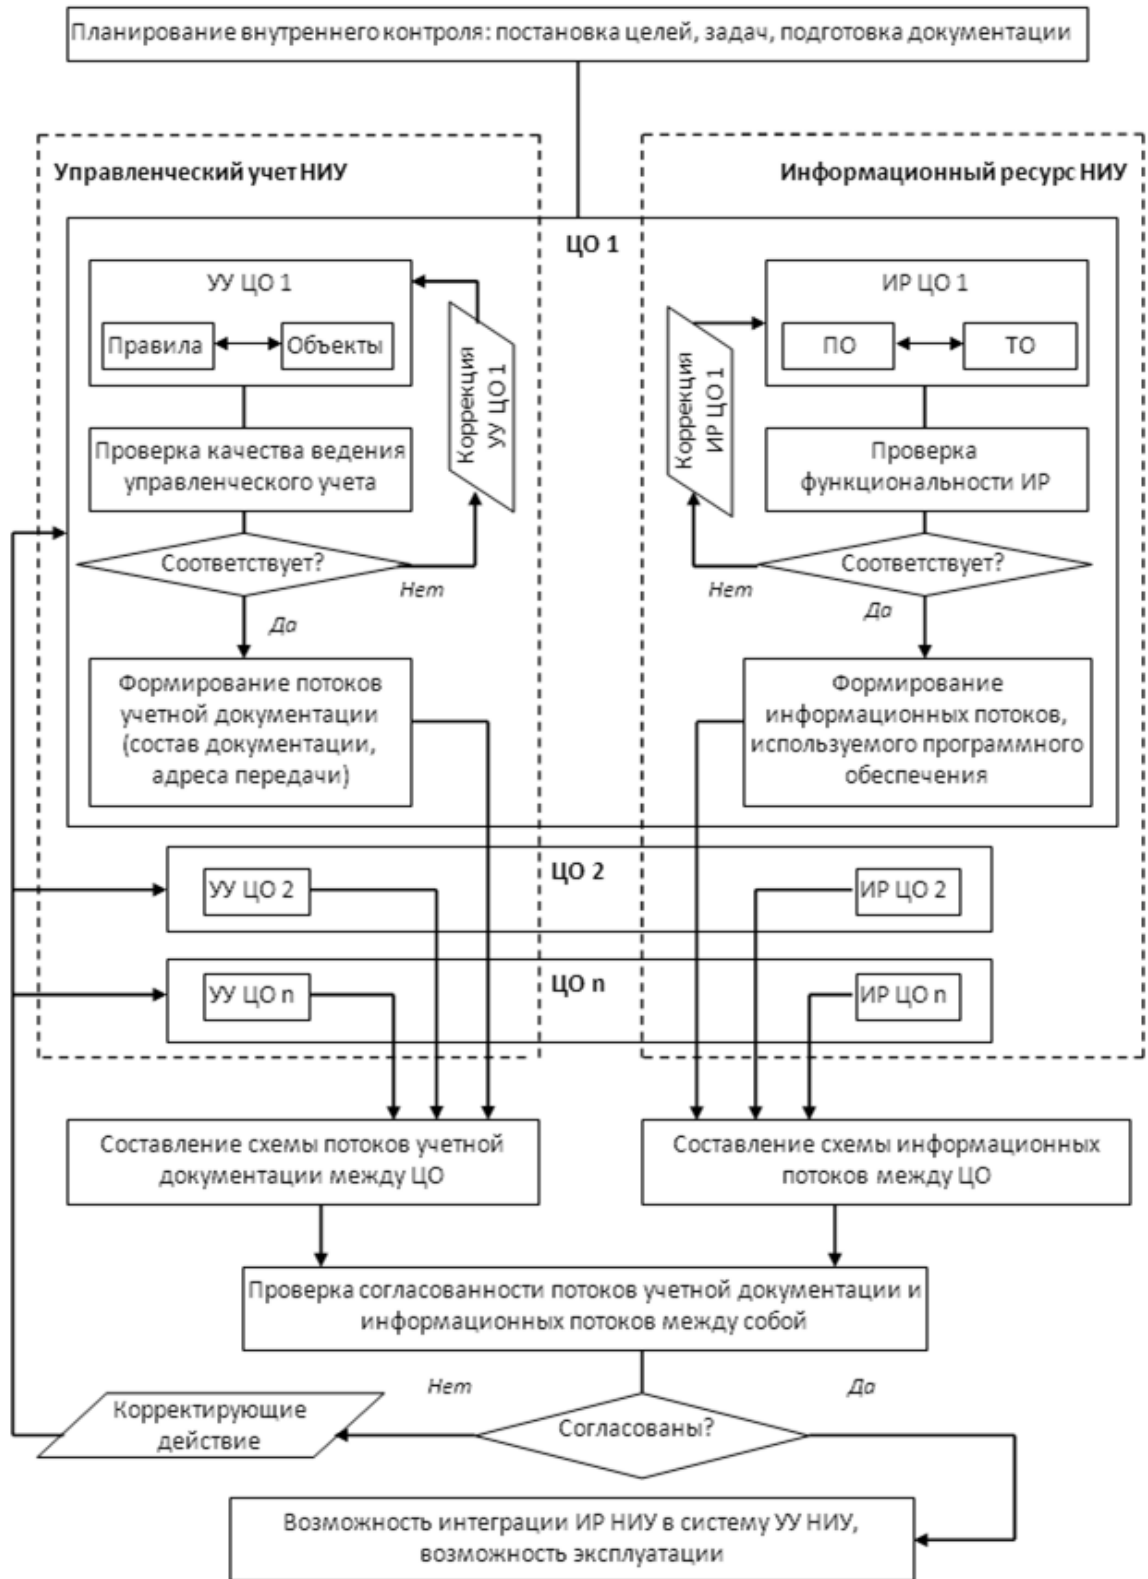 Планирование внутреннего контроля: постановка целей, задач, подготовка документации
Управленческий учет НИУ
Информационный ресурс НИУ
ЦО 1
УУ ЦО 1
Правила
Объекты
Коррекция
УУ ЦО 1
Проверка качества ведения
управленческого учета
Соответствует?
Нет
Да
Формирование потоков
учетной документации
(состав документации,
адреса передачи)
ИР ЦО 1
ПО
ТО
Коррекция
ИР ЦО 1
Проверка
функциональности ИР
Соответствует?
Нет
Да
Формирование
информационных потоков,
используемого программного
обеспечения
ЦО 2
УУ ЦО 2
ИР ЦО 2
ЦО n
УУ ЦО n
ИР ЦО n
Составление схемы потоков учетной
документации между ЦО
Составление схемы информационных
потоков между ЦО
Проверка согласованности потоков учетной документации и
информационных потоков между собой
Нет
Да
Корректирующие
действие
Согласованы?
Возможность интеграции ИР НИУ в систему УУ НИУ,
возможность эксплуатации